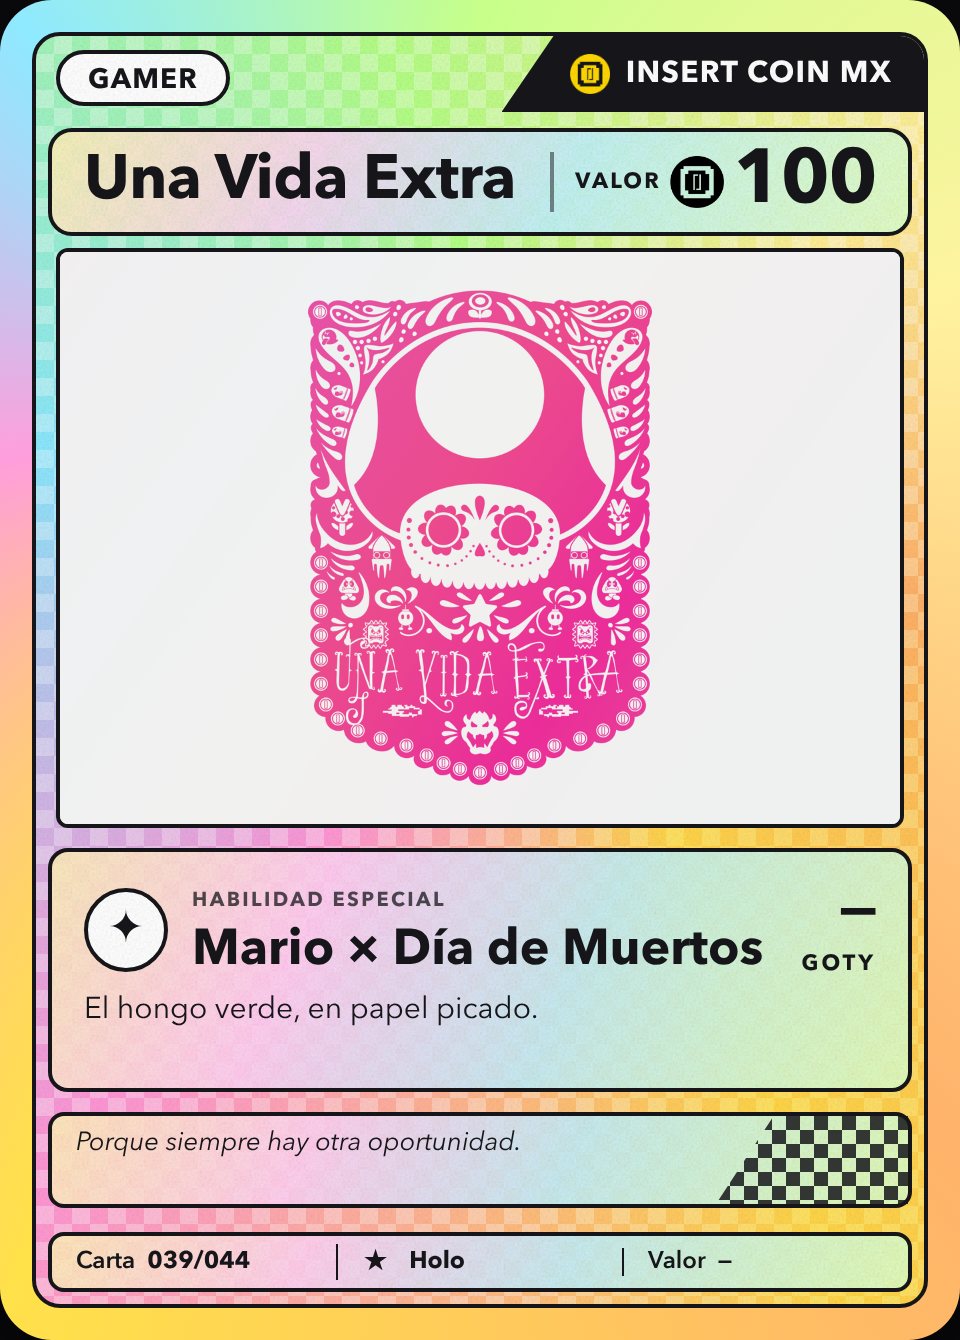 GAMER
INSERT COIN MX
Una Vida Extra
VALOR 100
UNA VIDA EXTRA
HABILIDAD ESPECIAL
Mario × Día de Muertos
–
GOTY
El hongo verde, en papel picado.
Porque siempre hay otra oportunidad.
Carta 039/044 ★ Holo Valor –